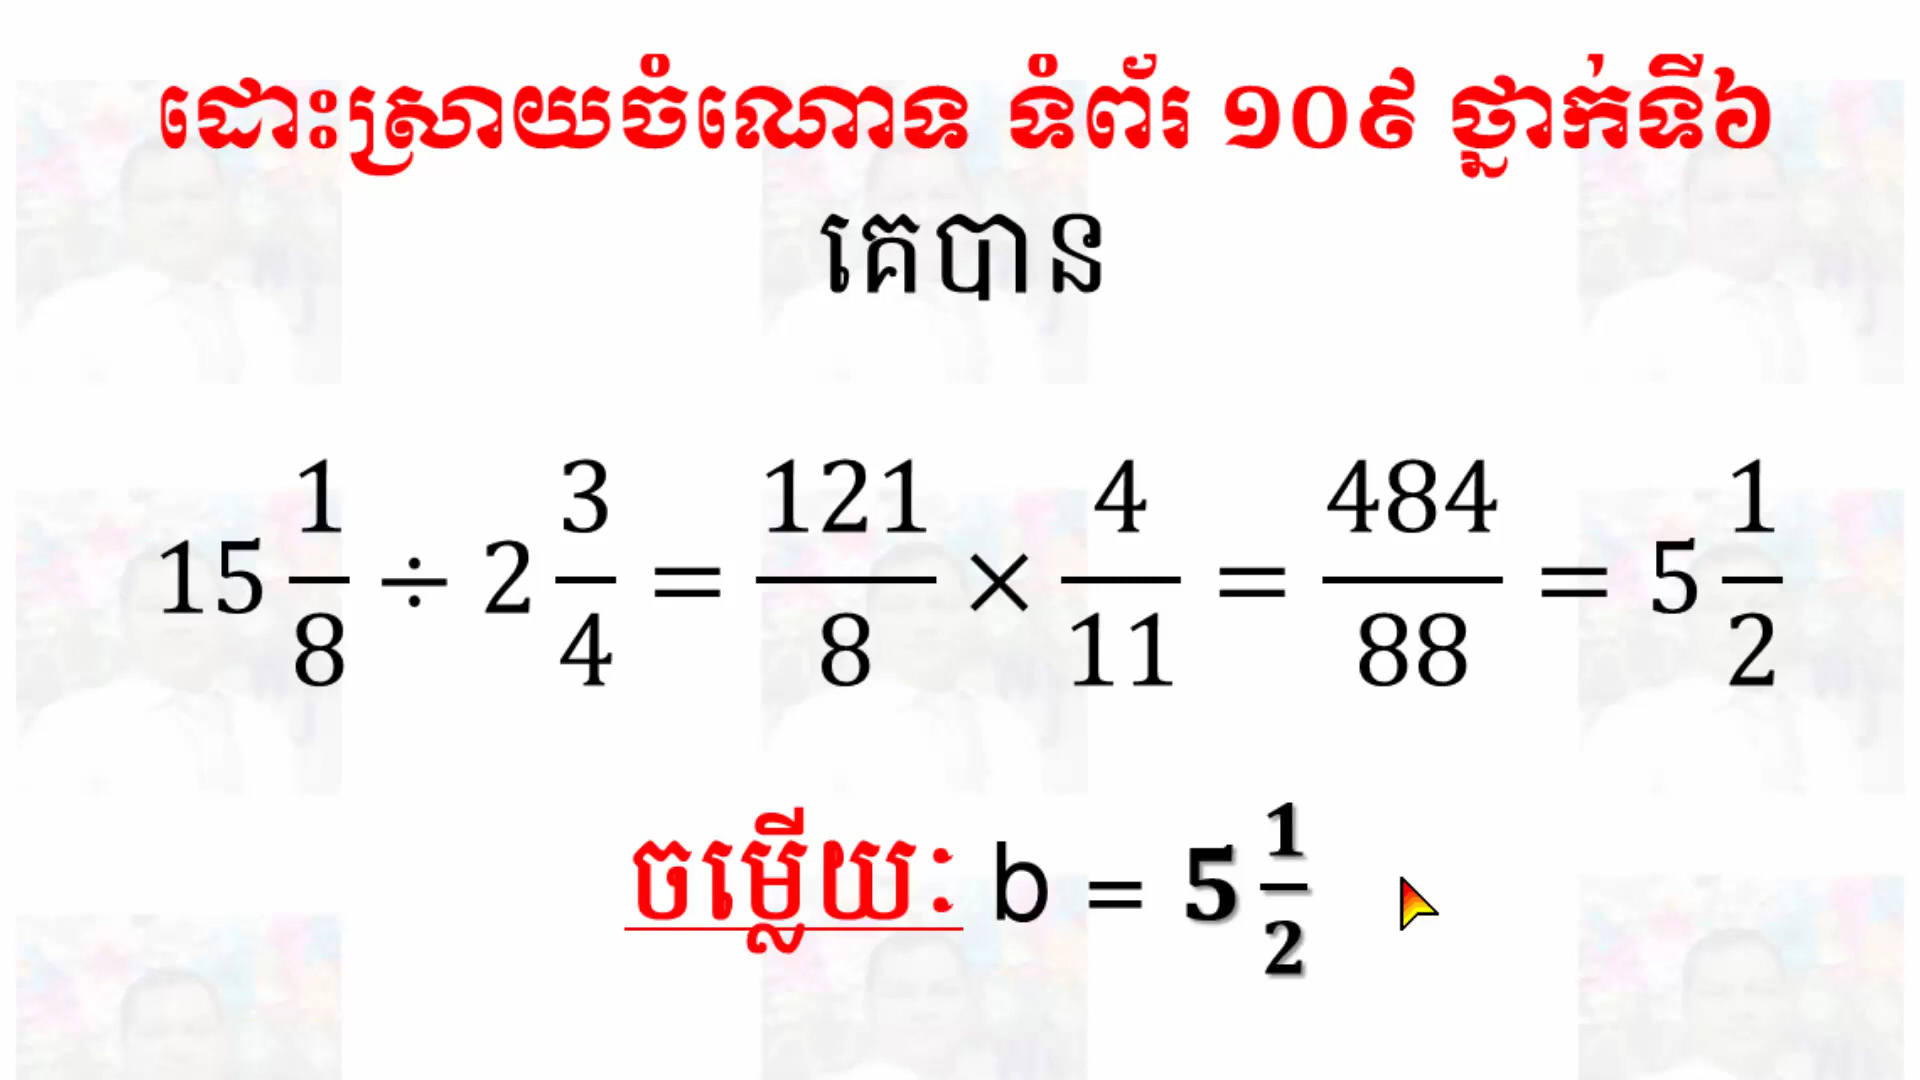 ដោះស្រាយចំណោទ ទំព័រ ១០៩ ថ្នាក់ទី៦
គេបាន
15 1/8 ÷ 2 3/4 = 121/8 × 4/11 = 484/88 = 5 1/2
ចម្លើយៈ b = 5 1/2